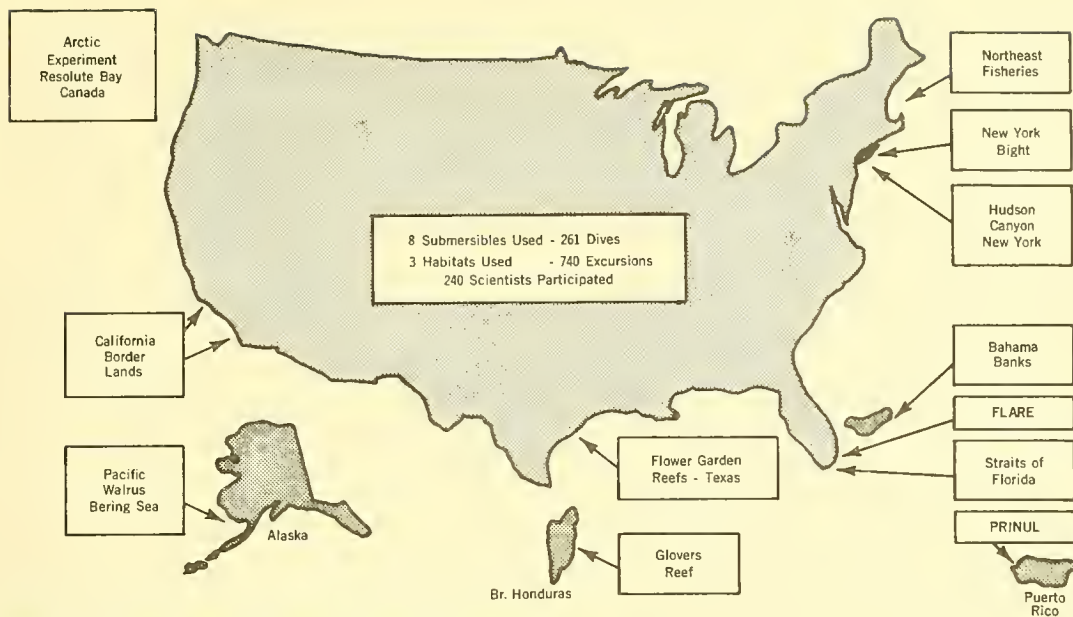 Arctic
Experiment
Resolute Bay
Canada
Northeast
Fisheries
New York
Bight
Hudson
Canyon
New York
8 Submersibles Used - 261 Dives
3 Habitats Used - 740 Excursions
240 Scientists Participated
California
Border
Lands
Bahama
Banks
FLARE
Straits of
Florida
Flower Garden
Reefs - Texas
Pacific
Walrus
Bering Sea
Alaska
PRINUL
Glovers
Reef
Br. Honduras
Puerto
Rico